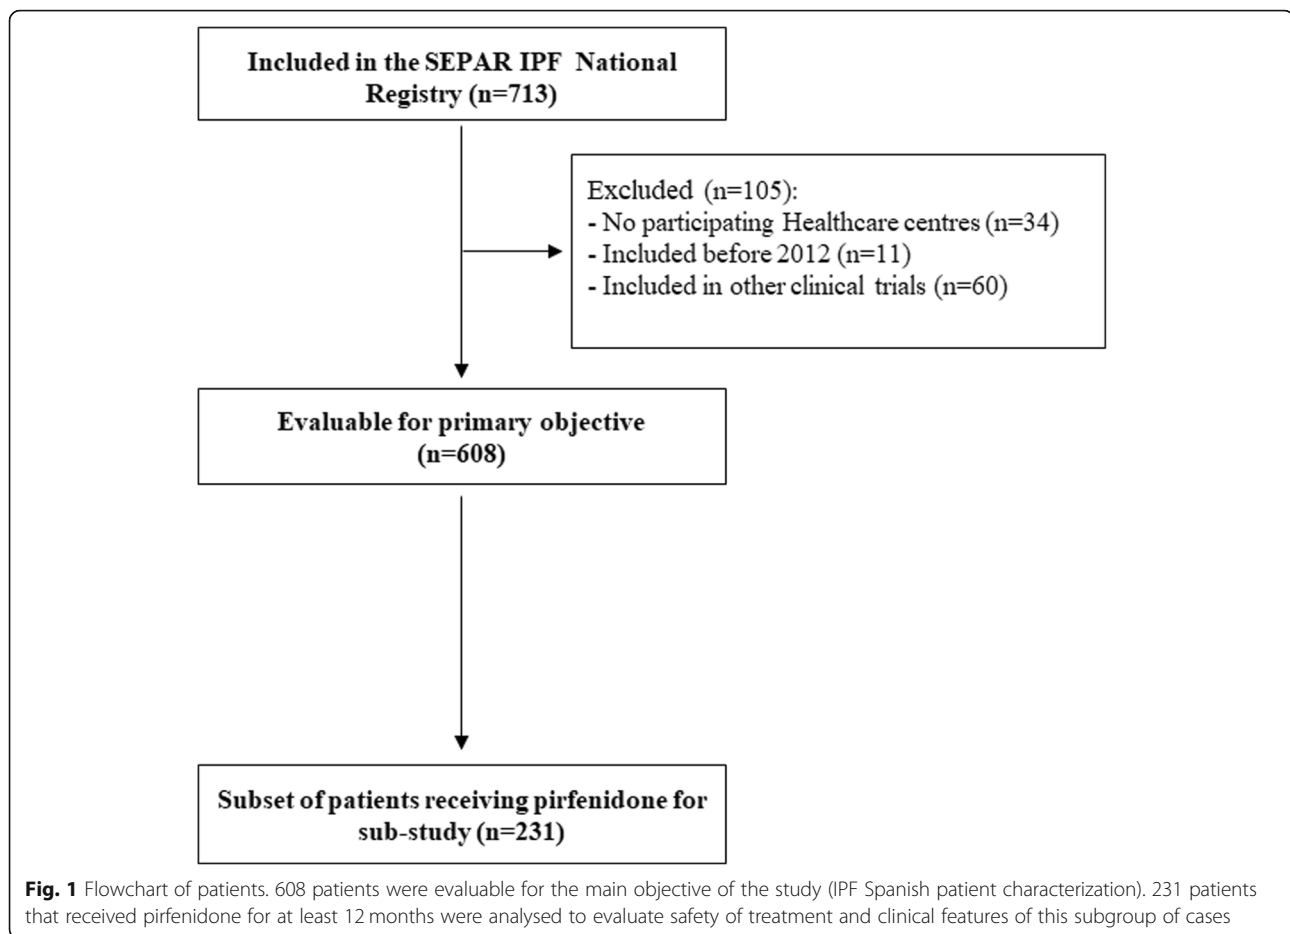 Included in the SEPAR IPF National
Registry (n=713)
Excluded (n=105):
- No participating Healthcare centres (n=34)
- Included before 2012 (n=11)
- Included in other clinical trials (n=60)
Evaluable for primary objective
(n=608)
Subset of patients receiving pirfenidone for
sub-study (n=231)
Fig. 1 Flowchart of patients. 608 patients were evaluable for the main objective of the study (IPF Spanish patient characterization). 231 patients
that received pirfenidone for at least 12 months were analysed to evaluate safety of treatment and clinical features of this subgroup of cases